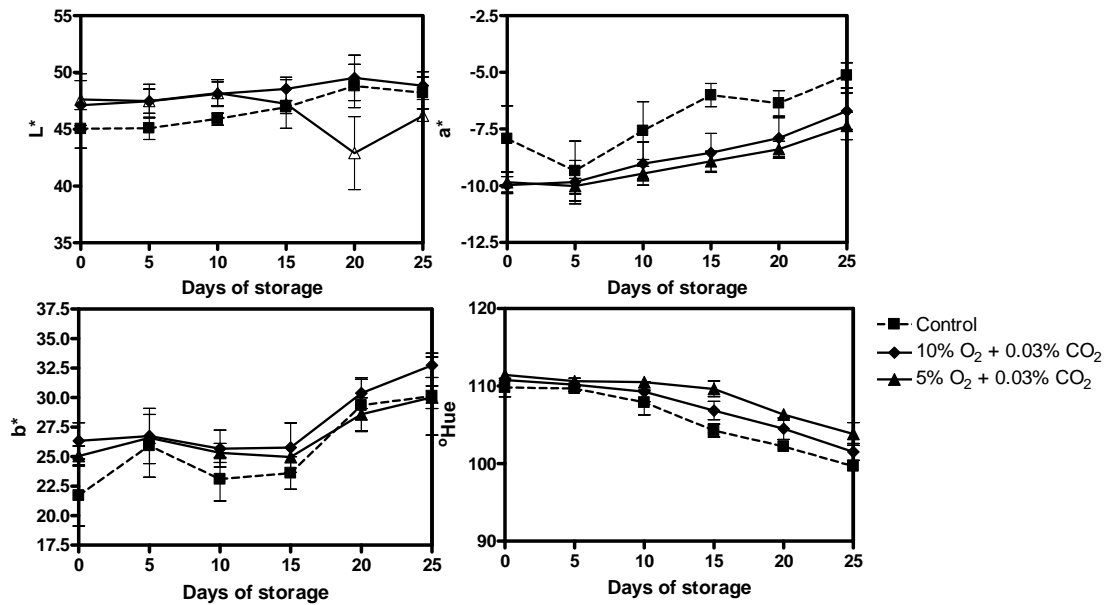 55
50
45
40
35
L*
0 5 10 15 20 25
Days of storage
-2.5
-5.0
-7.5
-10.0
-12.5
a*
0 5 10 15 20 25
Days of storage
37.5
35.0
32.5
30.0
27.5
25.0
22.5
20.0
17.5
b*
0 5 10 15 20 25
Days of storage
120
110
100
90
ºHue
0 5 10 15 20 25
Days of storage
Control
10% O₂ + 0.03% CO₂
5% O₂ + 0.03% CO₂